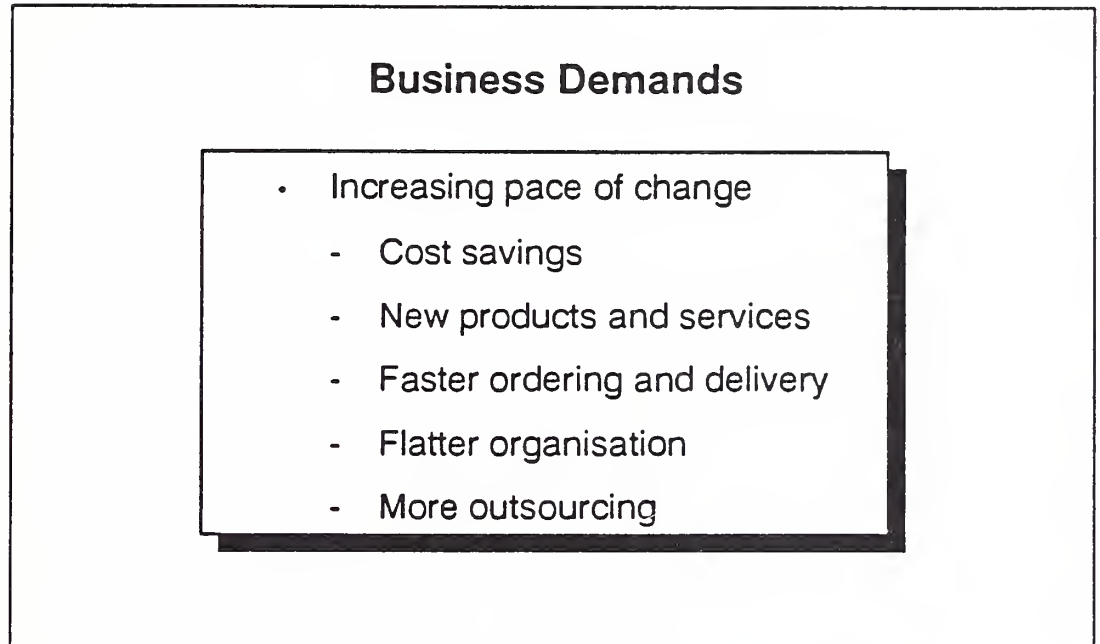 Business Demands
· Increasing pace of change
- Cost savings
- New products and services
- Faster ordering and delivery
- Flatter organisation
- More outsourcing